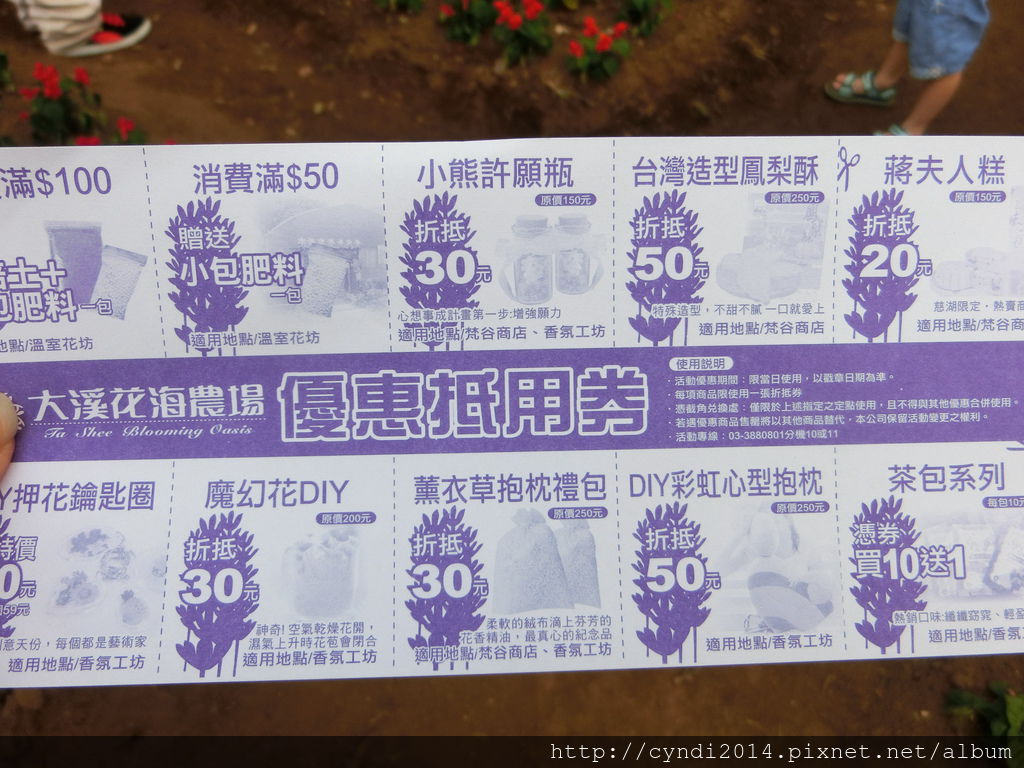 滿$100
士+
肥料一包
地點/溫室花坊
消費滿$50
贈送
小包肥料
一包
適用地點/溫室花坊
小熊許願瓶
原價150元
折抵
30元
心想事成計畫第一步:增強願力
適用地點/梵谷商店、香氛工坊
台灣造型鳳梨酥
原價250元
折抵
50元
特殊造型，不甜不膩 一口就愛上
適用地點/梵谷商店
蔣夫人糕
原價150元
折抵
20元
慈湖限定·熱賣商
適用地點/梵谷商
大溪花海農場
Ta Shee Blooming Oasis
優惠抵用券
使用說明
·活動優惠期間：限當日使用，以戳章日期為準。
·每項商品限使用一張折抵券
·憑截角兌換處：僅限於上述指定之定點使用，且不得與其他優惠合併使用。
·若遇優惠商品售罄將以其他商品替代，本公司保留活動變更之權利。
·活動專線：03-3880801分機10或11
Y押花鑰匙圈
特價
0元
59元
意天份，每個都是藝術家
適用地點/香氛工坊
魔幻花DIY
原價200元
折抵
30元
神奇! 空氣乾燥花開，
濕氣上升時花苞會閉合
適用地點/香氛工坊
薰衣草抱枕禮包
原價250元
折抵
30元
柔軟的絨布滴上芬芳的
花香精油，最真心的紀念品
適用地點/梵谷商店、香氛工坊
DIY彩虹心型抱枕
原價250元
折抵
50元
適用地點/香氛工坊
茶包系列
每包10元
憑券
買10送1
熱銷口味:纖纖窈窕、輕盈
適用地點/香氛
http://cyndi2014.pixnet.net/album